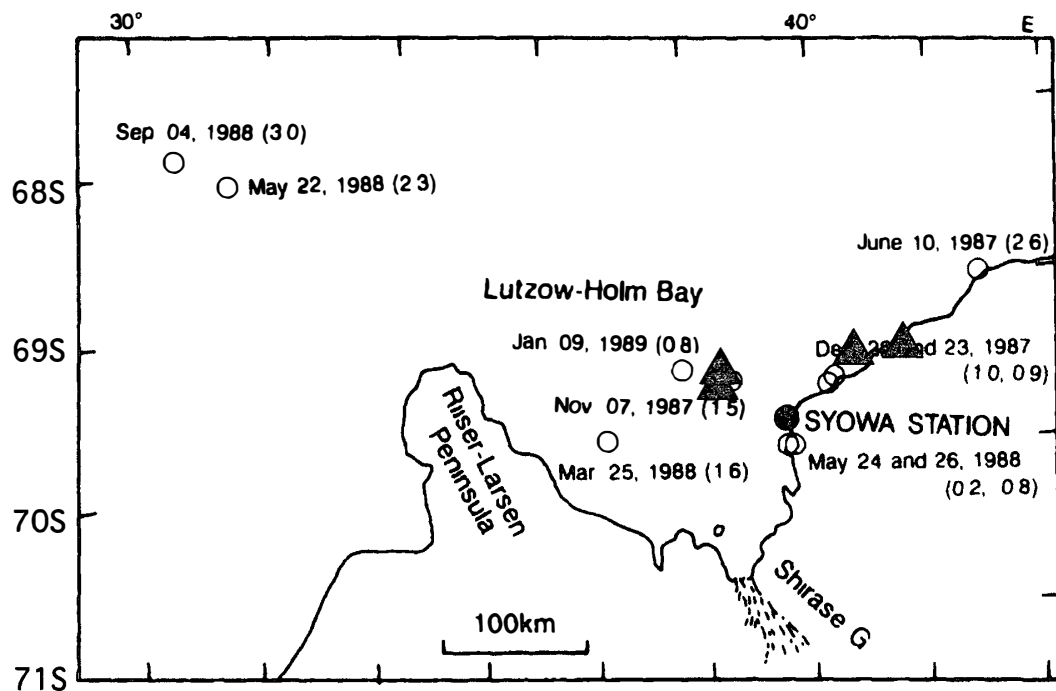 30° 40° E
Sep 04, 1988 (3 0)
68S
May 22, 1988 (2 3)
June 10, 1987 (2 6)
Lutzow-Holm Bay
69S
Jan 09, 1989 (0 8)
23, 1987
(1 0, 0 9)
Nov 07, 1987 (1 5)
SYOWA STATION
Riiser-Larsen
Peninsula
Mar 25, 1988 (1 6)
May 24 and 26, 1988
(0 2, 0 8)
70S
Shirase G
100km
71S